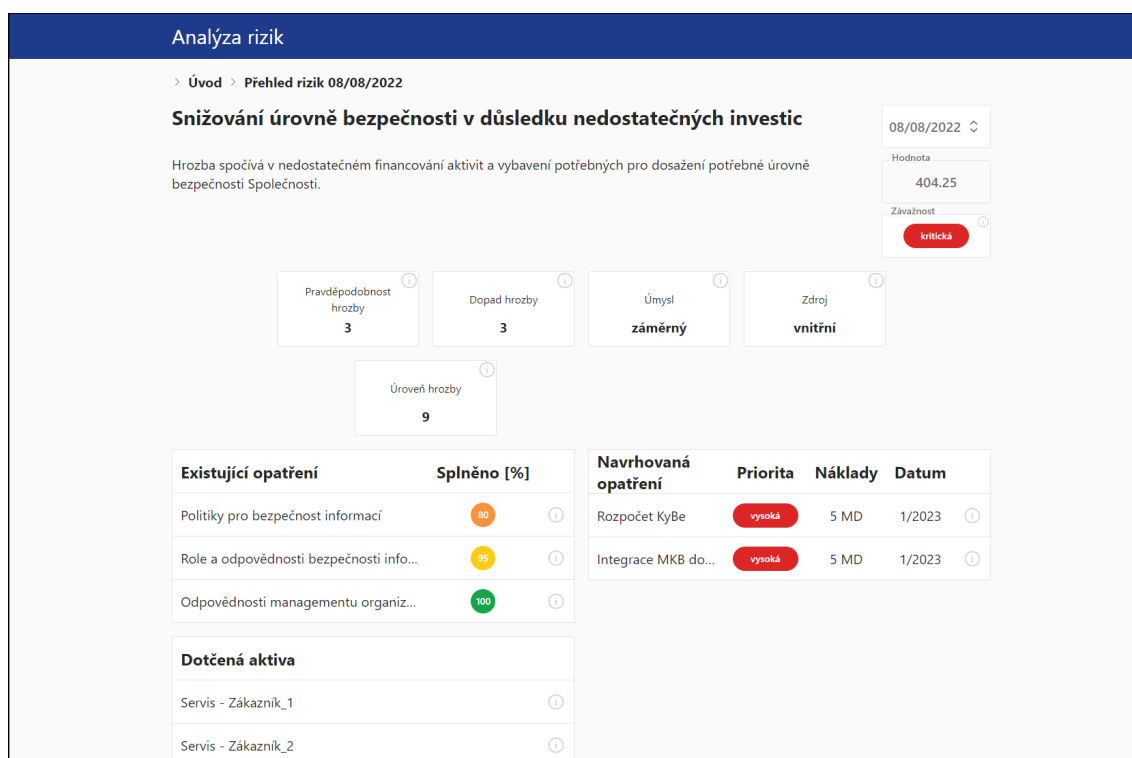 Analýza rizik
> Úvod > Přehled rizik 08/08/2022
Snižování úrovně bezpečnosti v důsledku nedostatečných investic
08/08/2022
Hrozba spočívá v nedostatečném financování aktivit a vybavení potřebných pro dosažení potřebné úrovně
bezpečnosti Společnosti.
Hodnota
404.25
Závažnost
kritická
Pravděpodobnost
hrozby
3
Dopad hrozby
3
Úmysl
záměrný
Zdroj
vnitřní
Úroveň hrozby
9
Existující opatření Splněno [%]
Politiky pro bezpečnost informací 80
Role a odpovědnosti bezpečnosti info... 95
Odpovědnosti managementu organiz... 100
Navrhovaná
opatření Priorita Náklady Datum
Rozpočet KyBe vysoká 5 MD 1/2023
Integrace MKB do... vysoká 5 MD 1/2023
Dotčená aktiva
Servis - Zákazník_1
Servis - Zákazník_2